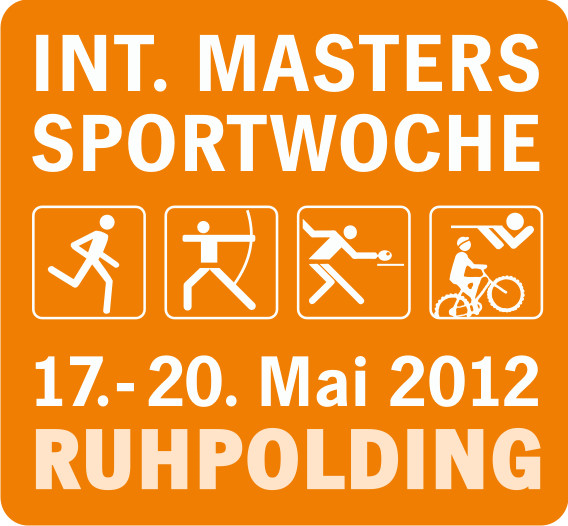 INT. MASTERS
SPORTWOCHE
17.-20. Mai 2012
RUHPOLDING